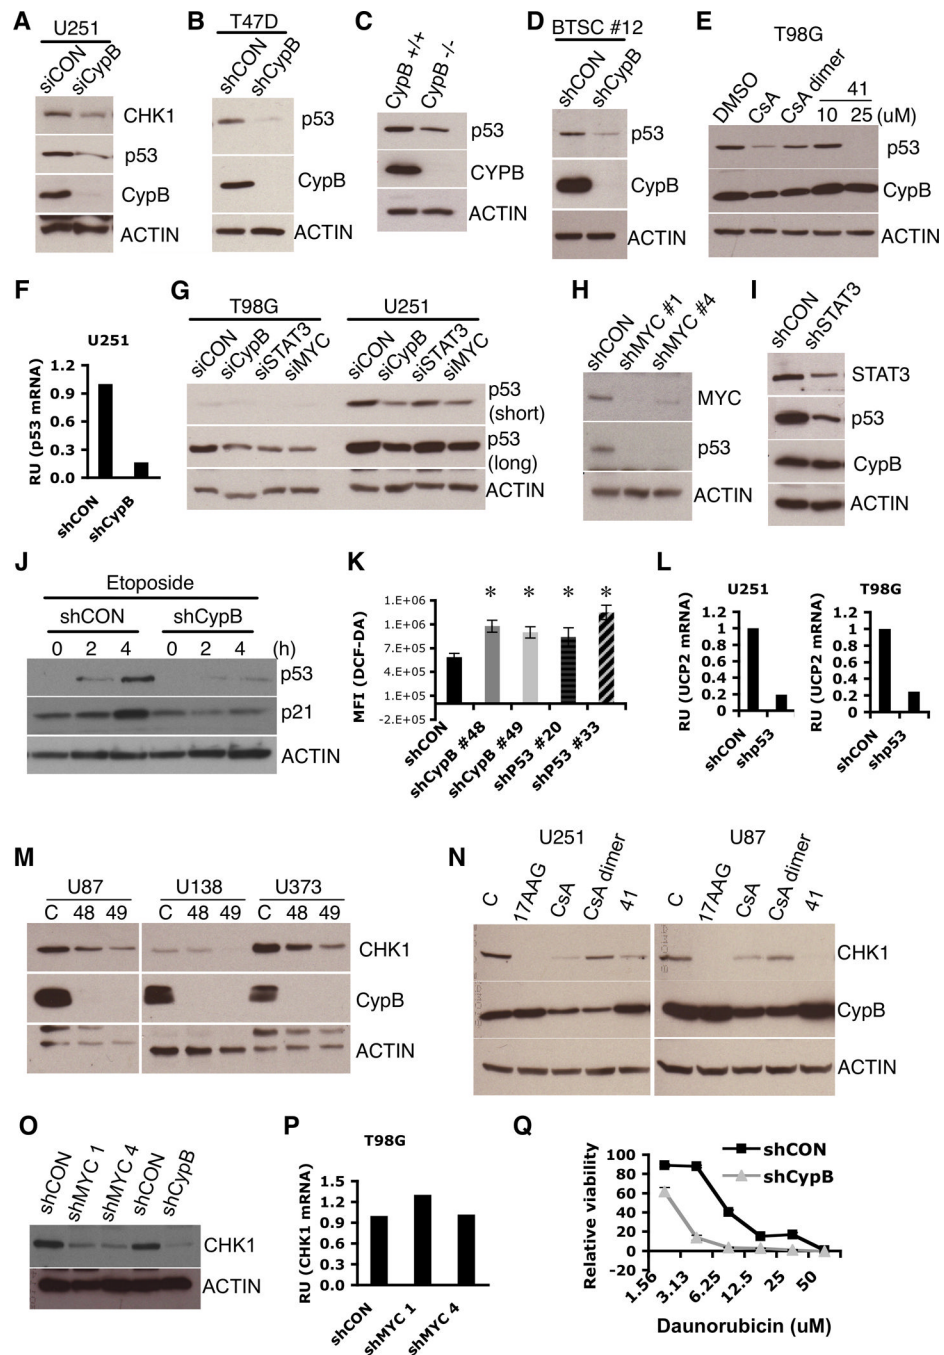 A
U251
siCON
siCypB
CHK1
p53
CypB
ACTIN
B
T47D
shCON
shCypB
p53
CypB
ACTIN
C
CypB +/+
CypB -/-
p53
CYPB
ACTIN
D
BTSC #12
shCON
shCypB
p53
CypB
ACTIN
E
T98G
DMSO
CsA
CsA dimer
41
10 25 (uM)
p53
CypB
ACTIN
F
U251
RU (p53 mRNA)
1.5
1.2
0.9
0.6
0.3
0.0
shCON
shCypB
G
T98G U251
siCON
siCypB
siSTAT3
siMYC
siCON
siCypB
siSTAT3
siMYC
p53
(short)
p53
(long)
ACTIN
H
shCON
shMYC #1
shMYC #4
MYC
p53
ACTIN
I
shCON
shSTAT3
STAT3
p53
CypB
ACTIN
J
Etoposide
shCON shCypB
0 2 4 0 2 4 (h)
p53
p21
ACTIN
K
MFI (DCF-DA)
1.E+06
1.E+06
7.E+05
4.E+05
1.E+05
-2.E+05
* * * *
shCON
shCypB #48
shCypB #49
shP53 #20
shP53 #33
L
U251
RU (UCP2 mRNA)
1.2
1
0.8
0.6
0.4
0.2
0
shCON
shp53
T98G
RU (UCP2 mRNA)
1.2
1
0.8
0.6
0.4
0.2
0
shCON
shp53
M
U87 U138 U373
C 48 49 C 48 49 C 48 49
CHK1
CypB
ACTIN
N
U251 U87
C
17AAG
CsA
CsA dimer
41
C
17AAG
CsA
CsA dimer
41
CHK1
CypB
ACTIN
O
shCON
shMYC 1
shMYC 4
shCON
shCypB
CHK1
ACTIN
P
T98G
RU (CHK1 mRNA)
1.5
1.2
0.9
0.6
0.3
0.0
shCON
shMYC 1
shMYC 4
Q
shCON
shCypB
Relative viability
100
80
60
40
20
0
-20
1.56
3.13
6.25
12.5
25
50
Daunorubicin (uM)